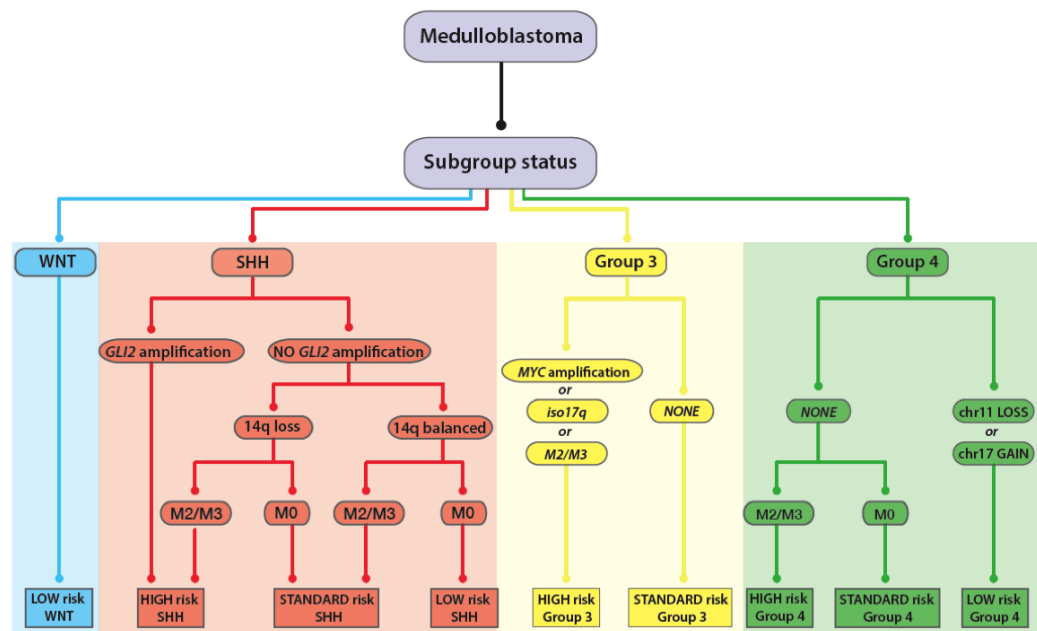 Medulloblastoma
Subgroup status
WNT
SHH
Group 3
Group 4
GLI2 amplification
NO GLI2 amplification
MYC amplification
or
iso17q
or
M2/M3
NONE
NONE
chr11 LOSS
or
chr17 GAIN
14q loss
14q balanced
M2/M3
M0
M2/M3
M0
M2/M3
M0
LOW risk
WNT
HIGH risk
SHH
STANDARD risk
SHH
LOW risk
SHH
HIGH risk
Group 3
STANDARD risk
Group 3
HIGH risk
Group 4
STANDARD risk
Group 4
LOW risk
Group 4